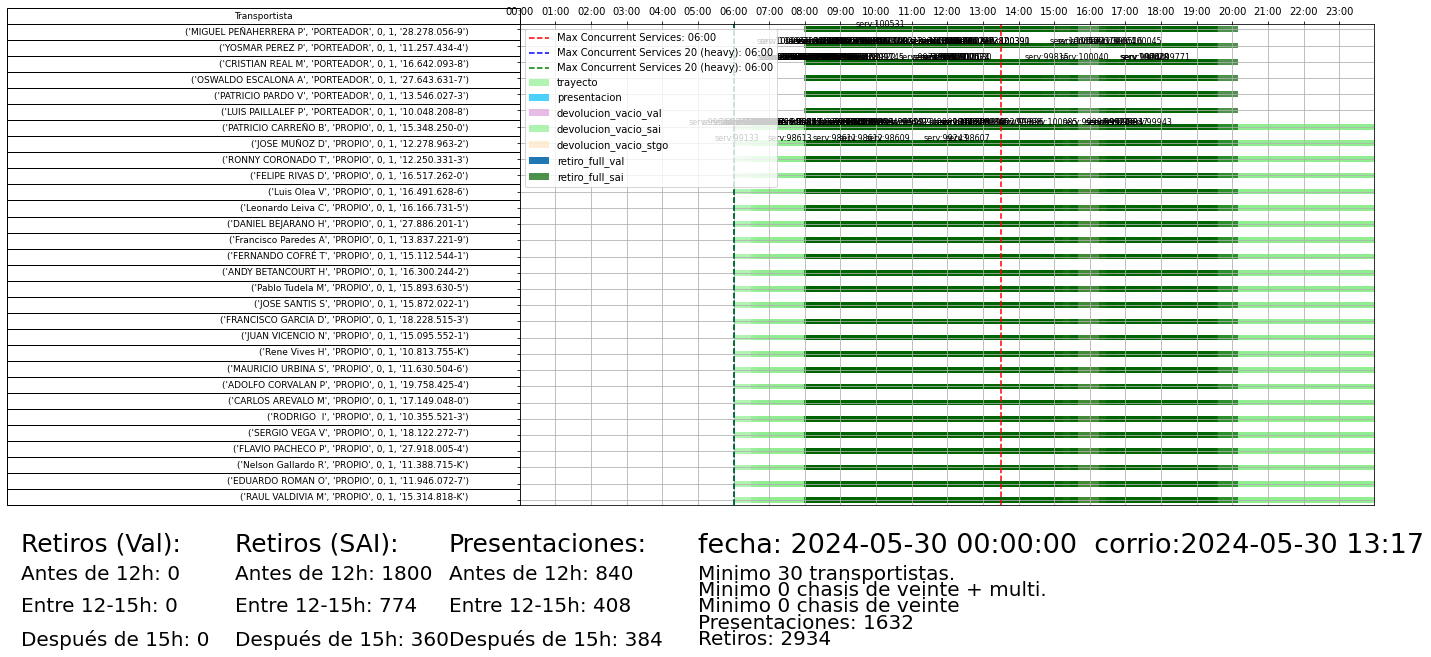 Transportista
00:00 01:00 02:00 03:00 04:00 05:00 06:00 07:00 08:00 09:00 10:00 11:00 12:00 13:00 14:00 15:00 16:00 17:00 18:00 19:00 20:00 21:00 22:00 23:00
('MIGUEL PEÑAHERRERA P', 'PORTEADOR', 0, 1, '28.278.056-9')
('YOSMAR PEREZ P', 'PORTEADOR', 0, 1, '11.257.434-4')
('CRISTIAN REAL M', 'PORTEADOR', 0, 1, '16.642.093-8')
('OSWALDO ESCALONA A', 'PORTEADOR', 0, 1, '27.643.631-7')
('PATRICIO PARDO V', 'PORTEADOR', 0, 1, '13.546.027-3')
('LUIS PAILLALEF P', 'PORTEADOR', 0, 1, '10.048.208-8')
('PATRICIO CARREÑO B', 'PROPIO', 0, 1, '15.348.250-0')
('JOSE MUÑOZ D', 'PROPIO', 0, 1, '12.278.963-2')
('RONNY CORONADO T', 'PROPIO', 0, 1, '12.250.331-3')
('FELIPE RIVAS D', 'PROPIO', 0, 1, '16.517.262-0')
('Luis Olea V', 'PROPIO', 0, 1, '16.491.628-6')
('Leonardo Leiva C', 'PROPIO', 0, 1, '16.166.731-5')
('DANIEL BEJARANO H', 'PROPIO', 0, 1, '27.886.201-1')
('Francisco Paredes A', 'PROPIO', 0, 1, '13.837.221-9')
('FERNANDO COFRÉ T', 'PROPIO', 0, 1, '15.112.544-1')
('ANDY BETANCOURT H', 'PROPIO', 0, 1, '16.300.244-2')
('Pablo Tudela M', 'PROPIO', 0, 1, '15.893.630-5')
('JOSE SANTIS S', 'PROPIO', 0, 1, '15.872.022-1')
('FRANCISCO GARCIA D', 'PROPIO', 0, 1, '18.228.515-3')
('JUAN VICENCIO N', 'PROPIO', 0, 1, '15.095.552-1')
('Rene Vives H', 'PROPIO', 0, 1, '10.813.755-K')
('MAURICIO URBINA S', 'PROPIO', 0, 1, '11.630.504-6')
('ADOLFO CORVALAN P', 'PROPIO', 0, 1, '19.758.425-4')
('CARLOS AREVALO M', 'PROPIO', 0, 1, '17.149.048-0')
('RODRIGO  I', 'PROPIO', 0, 1, '10.355.521-3')
('SERGIO VEGA V', 'PROPIO', 0, 1, '18.122.272-7')
('FLAVIO PACHECO P', 'PROPIO', 0, 1, '27.918.005-4')
('Nelson Gallardo R', 'PROPIO', 0, 1, '11.388.715-K')
('EDUARDO ROMAN O', 'PROPIO', 0, 1, '11.946.072-7')
('RAUL VALDIVIA M', 'PROPIO', 0, 1, '15.314.818-K')
Max Concurrent Services: 06:00
Max Concurrent Services 20 (heavy): 06:00
Max Concurrent Services 20 (heavy): 06:00
trayecto
presentacion
devolucion_vacio_val
devolucion_vacio_sai
devolucion_vacio_stgo
retiro_full_val
retiro_full_sai
serv:100531
serv:99133 serv:98613
Retiros (Val):
Antes de 12h: 0
Entre 12-15h: 0
Después de 15h: 0
Retiros (SAI):
Antes de 12h: 1800
Entre 12-15h: 774
Después de 15h: 360
Presentaciones:
Antes de 12h: 840
Entre 12-15h: 408
Después de 15h: 384
fecha: 2024-05-30 00:00:00  corrio:2024-05-30 13:17
Minimo 30 transportistas.
Minimo 0 chasis de veinte + multi.
Minimo 0 chasis de veinte
Presentaciones: 1632
Retiros: 2934